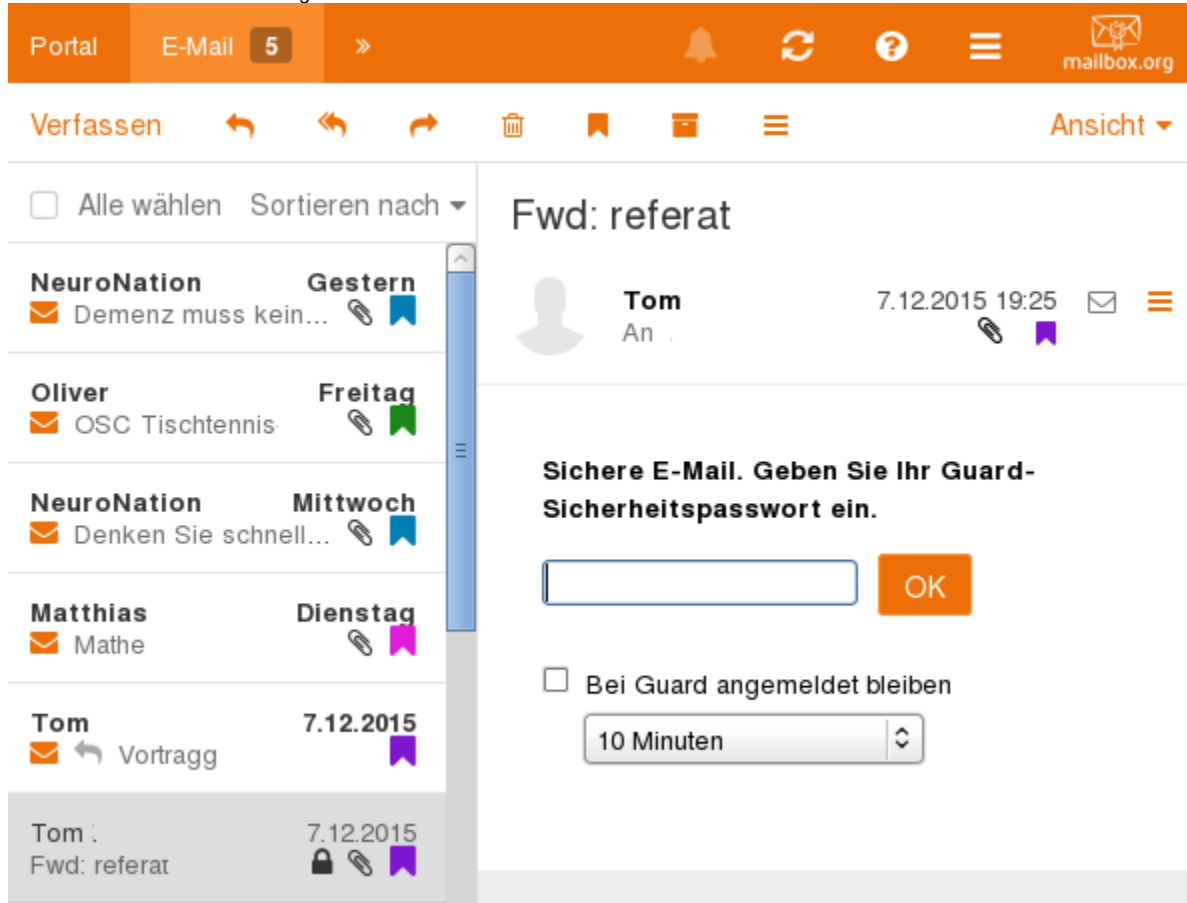 Portal E-Mail 5 »
mailbox.org
Verfassen Ansicht
Alle wählen Sortieren nach
Fwd: referat
NeuroNation Gestern
Demenz muss kein...
Tom 7.12.2015 19:25
An
Oliver Freitag
OSC Tischtennis
Sichere E-Mail. Geben Sie Ihr Guard-
Sicherheitspasswort ein.
NeuroNation Mittwoch
Denken Sie schnell...
OK
Matthias Dienstag
Mathe
Bei Guard angemeldet bleiben
10 Minuten
Tom 7.12.2015
Vortragg
Tom 7.12.2015
Fwd: referat